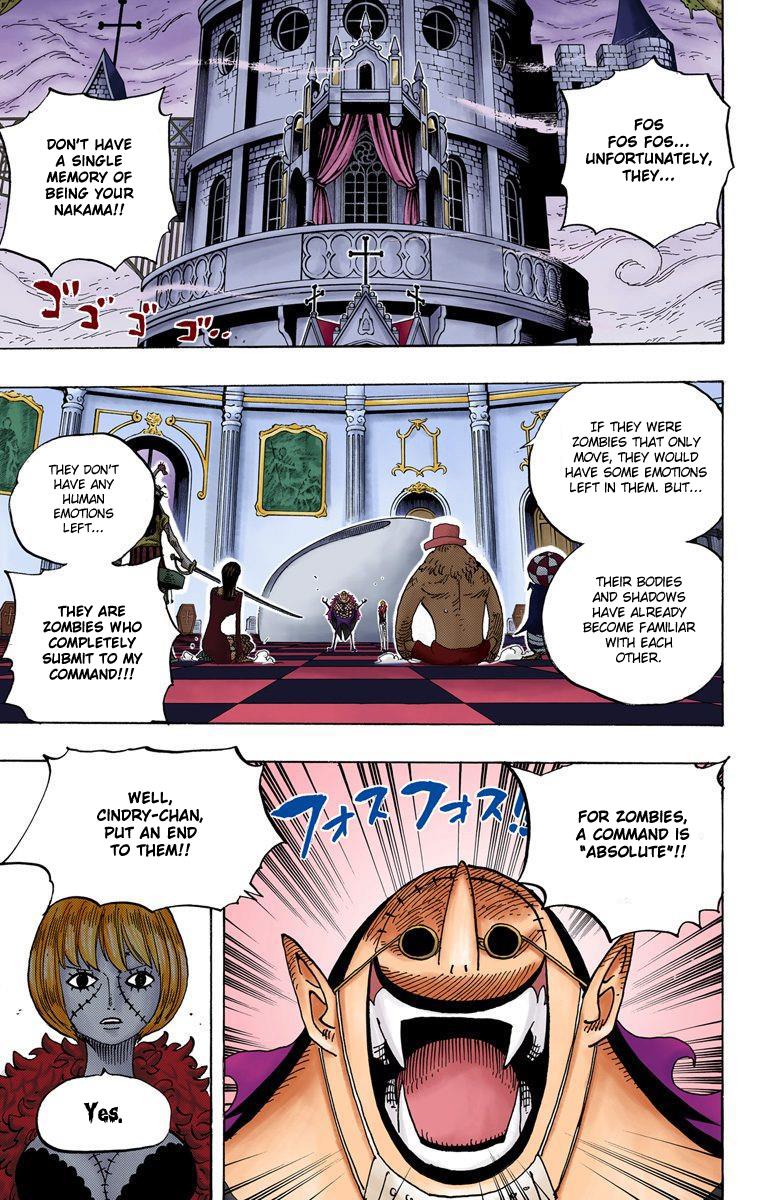 FOS
FOS FOS...
UNFORTUNATELY,
THEY...
DON'T HAVE
A SINGLE
MEMORY OF
BEING YOUR
NAKAMA!!
ゴゴゴゴ..
IF THEY WERE
ZOMBIES THAT ONLY
MOVE, THEY WOULD
HAVE SOME EMOTIONS
LEFT IN THEM. BUT...
THEIR BODIES
AND SHADOWS
HAVE ALREADY
BECOME FAMILIAR
WITH EACH
OTHER.
THEY DON'T
HAVE ANY
HUMAN
EMOTIONS
LEFT...
THEY ARE
ZOMBIES WHO
COMPLETELY
SUBMIT TO MY
COMMAND!!!
FOR ZOMBIES,
A COMMAND IS
"ABSOLUTE"!!
フォスフォス!!
WELL,
CINDRY-CHAN,
PUT AN END
TO THEM!!
Yes.